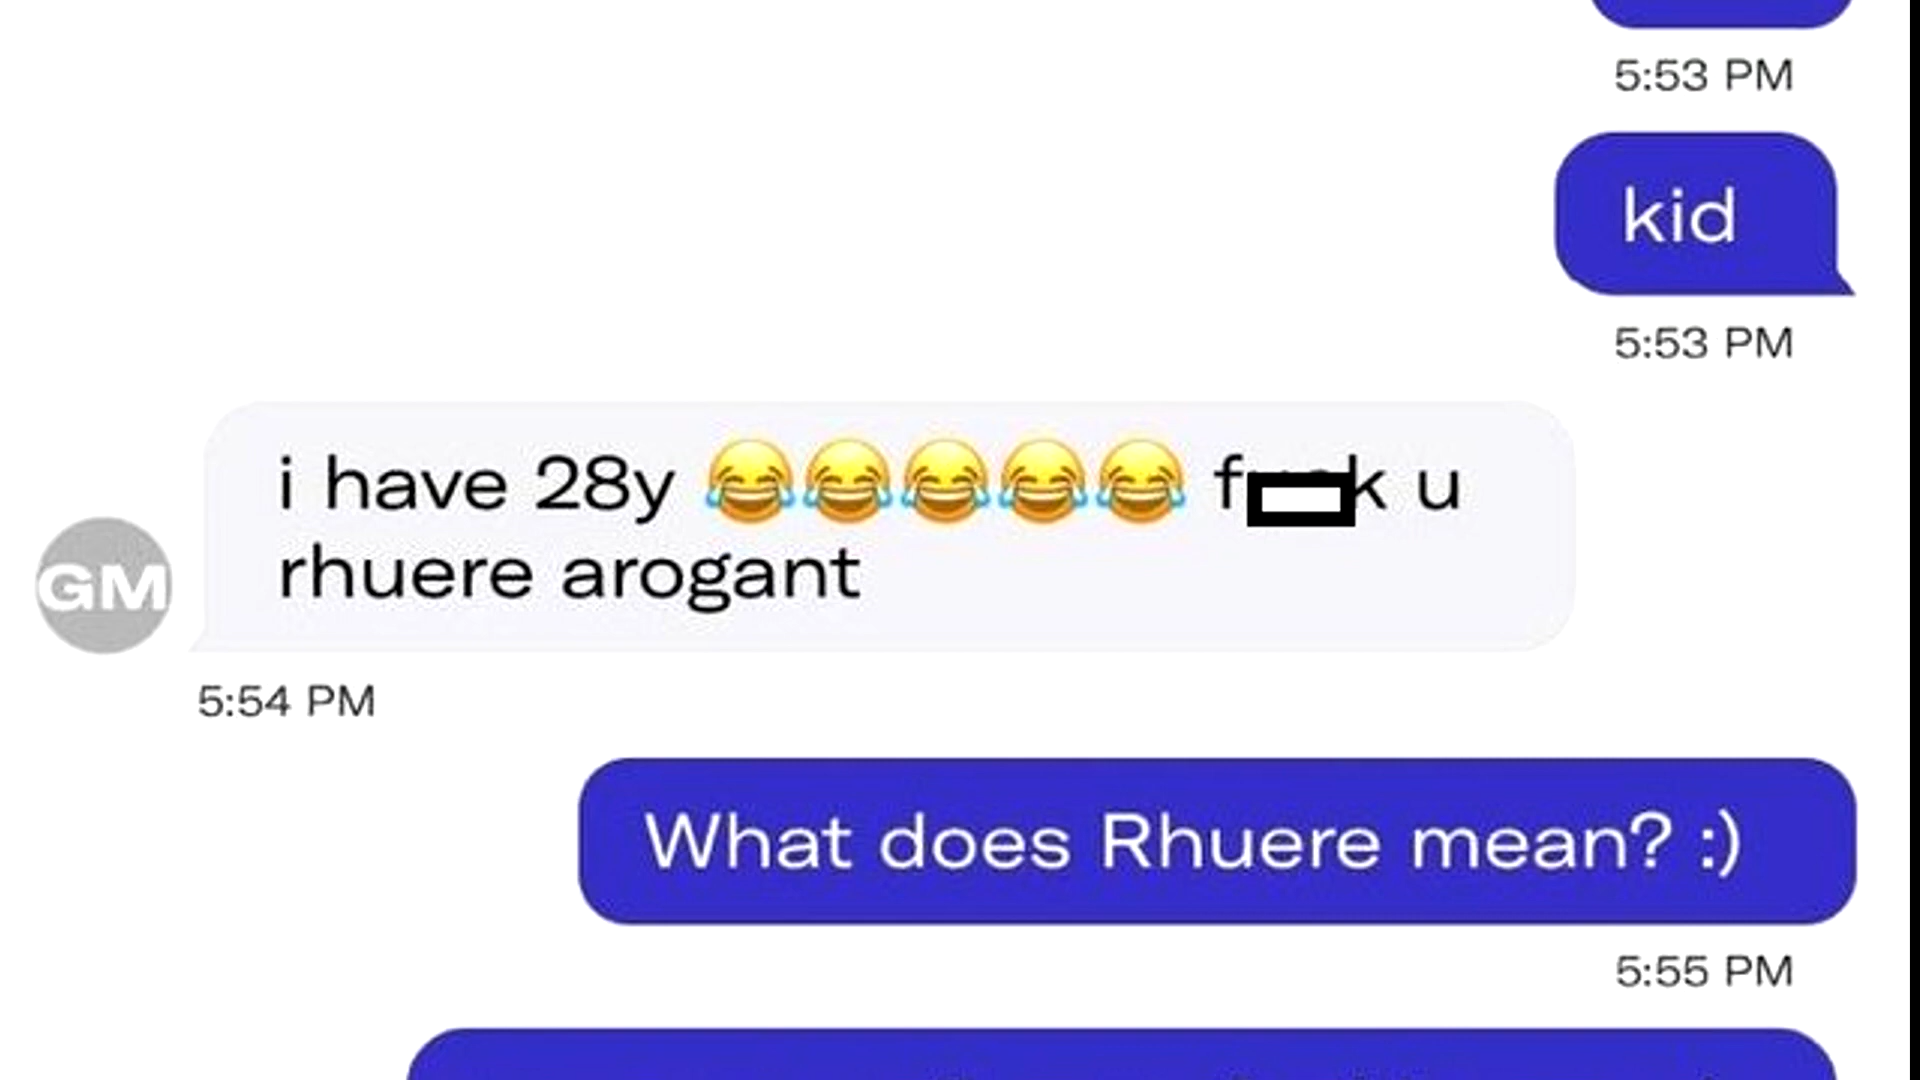 5:53 PM
kid
5:53 PM
i have 28y 😂😂😂😂😂 u
rhuere arogant
GM
5:54 PM
What does Rhuere mean? :)
5:55 PM